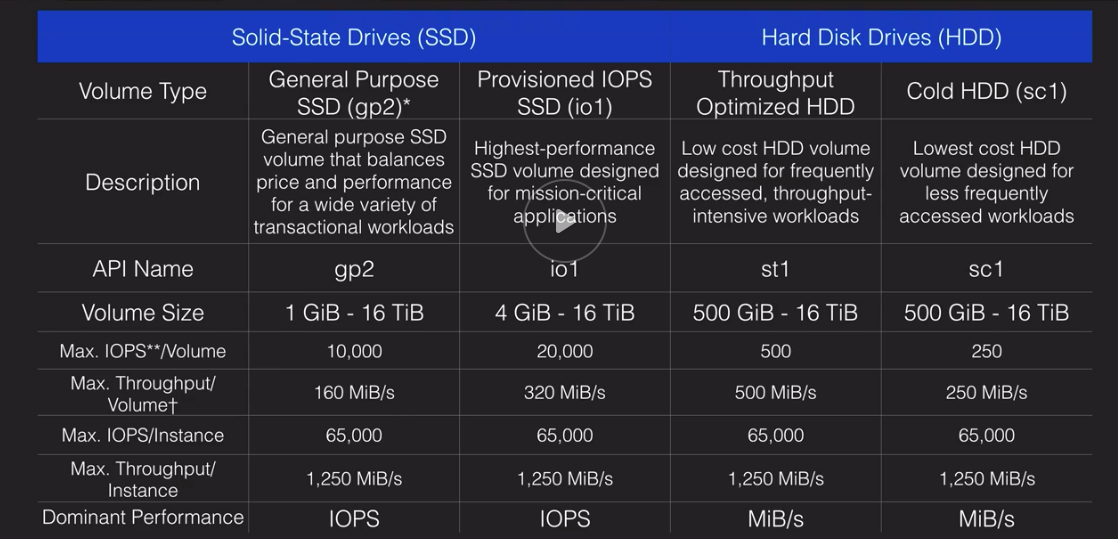 Solid-State Drives (SSD) Hard Disk Drives (HDD)
Volume Type
General Purpose
SSD (gp2)*
Provisioned IOPS
SSD (io1)
Throughput
Optimized HDD
Cold HDD (sc1)
Description
General purpose SSD
volume that balances
price and performance
for a wide variety of
transactional workloads
Highest-performance
SSD volume designed
for mission-critical
applications
Low cost HDD volume
designed for frequently
accessed, throughput-
intensive workloads
Lowest cost HDD
volume designed for
less frequently
accessed workloads
API Name gp2 io1 st1 sc1
Volume Size 1 GiB - 16 TiB 4 GiB - 16 TiB 500 GiB - 16 TiB 500 GiB - 16 TiB
Max. IOPS**/Volume 10,000 20,000 500 250
Max. Throughput/
Volume† 160 MiB/s 320 MiB/s 500 MiB/s 250 MiB/s
Max. IOPS/Instance 65,000 65,000 65,000 65,000
Max. Throughput/
Instance 1,250 MiB/s 1,250 MiB/s 1,250 MiB/s 1,250 MiB/s
Dominant Performance IOPS IOPS MiB/s MiB/s